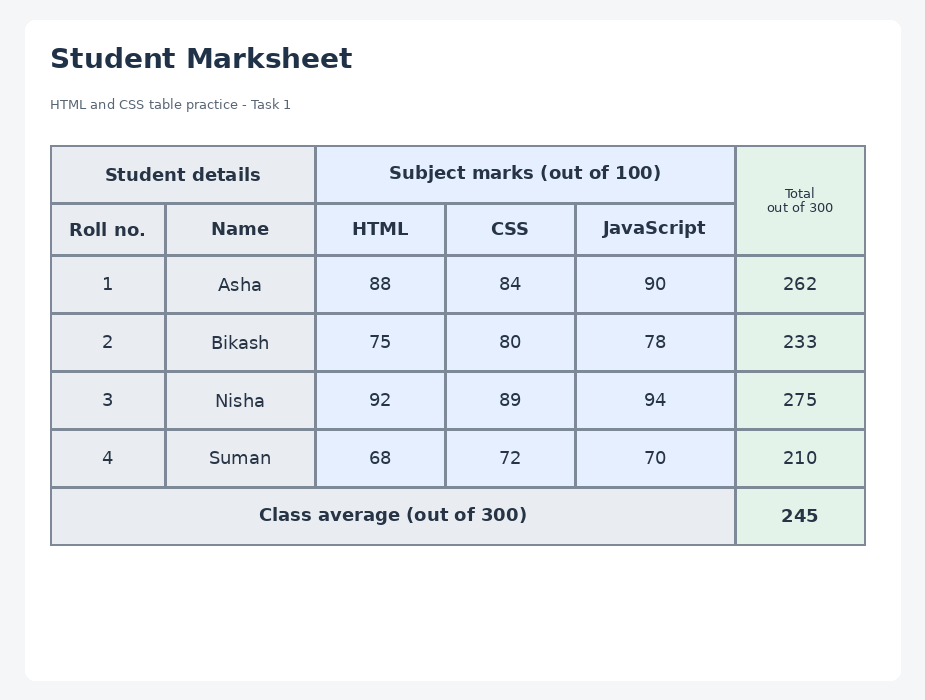 Student Marksheet
HTML and CSS table practice - Task 1
Student details Subject marks (out of 100) Total
out of 300
Roll no. Name HTML CSS JavaScript
1 Asha 88 84 90 262
2 Bikash 75 80 78 233
3 Nisha 92 89 94 275
4 Suman 68 72 70 210
Class average (out of 300) 245